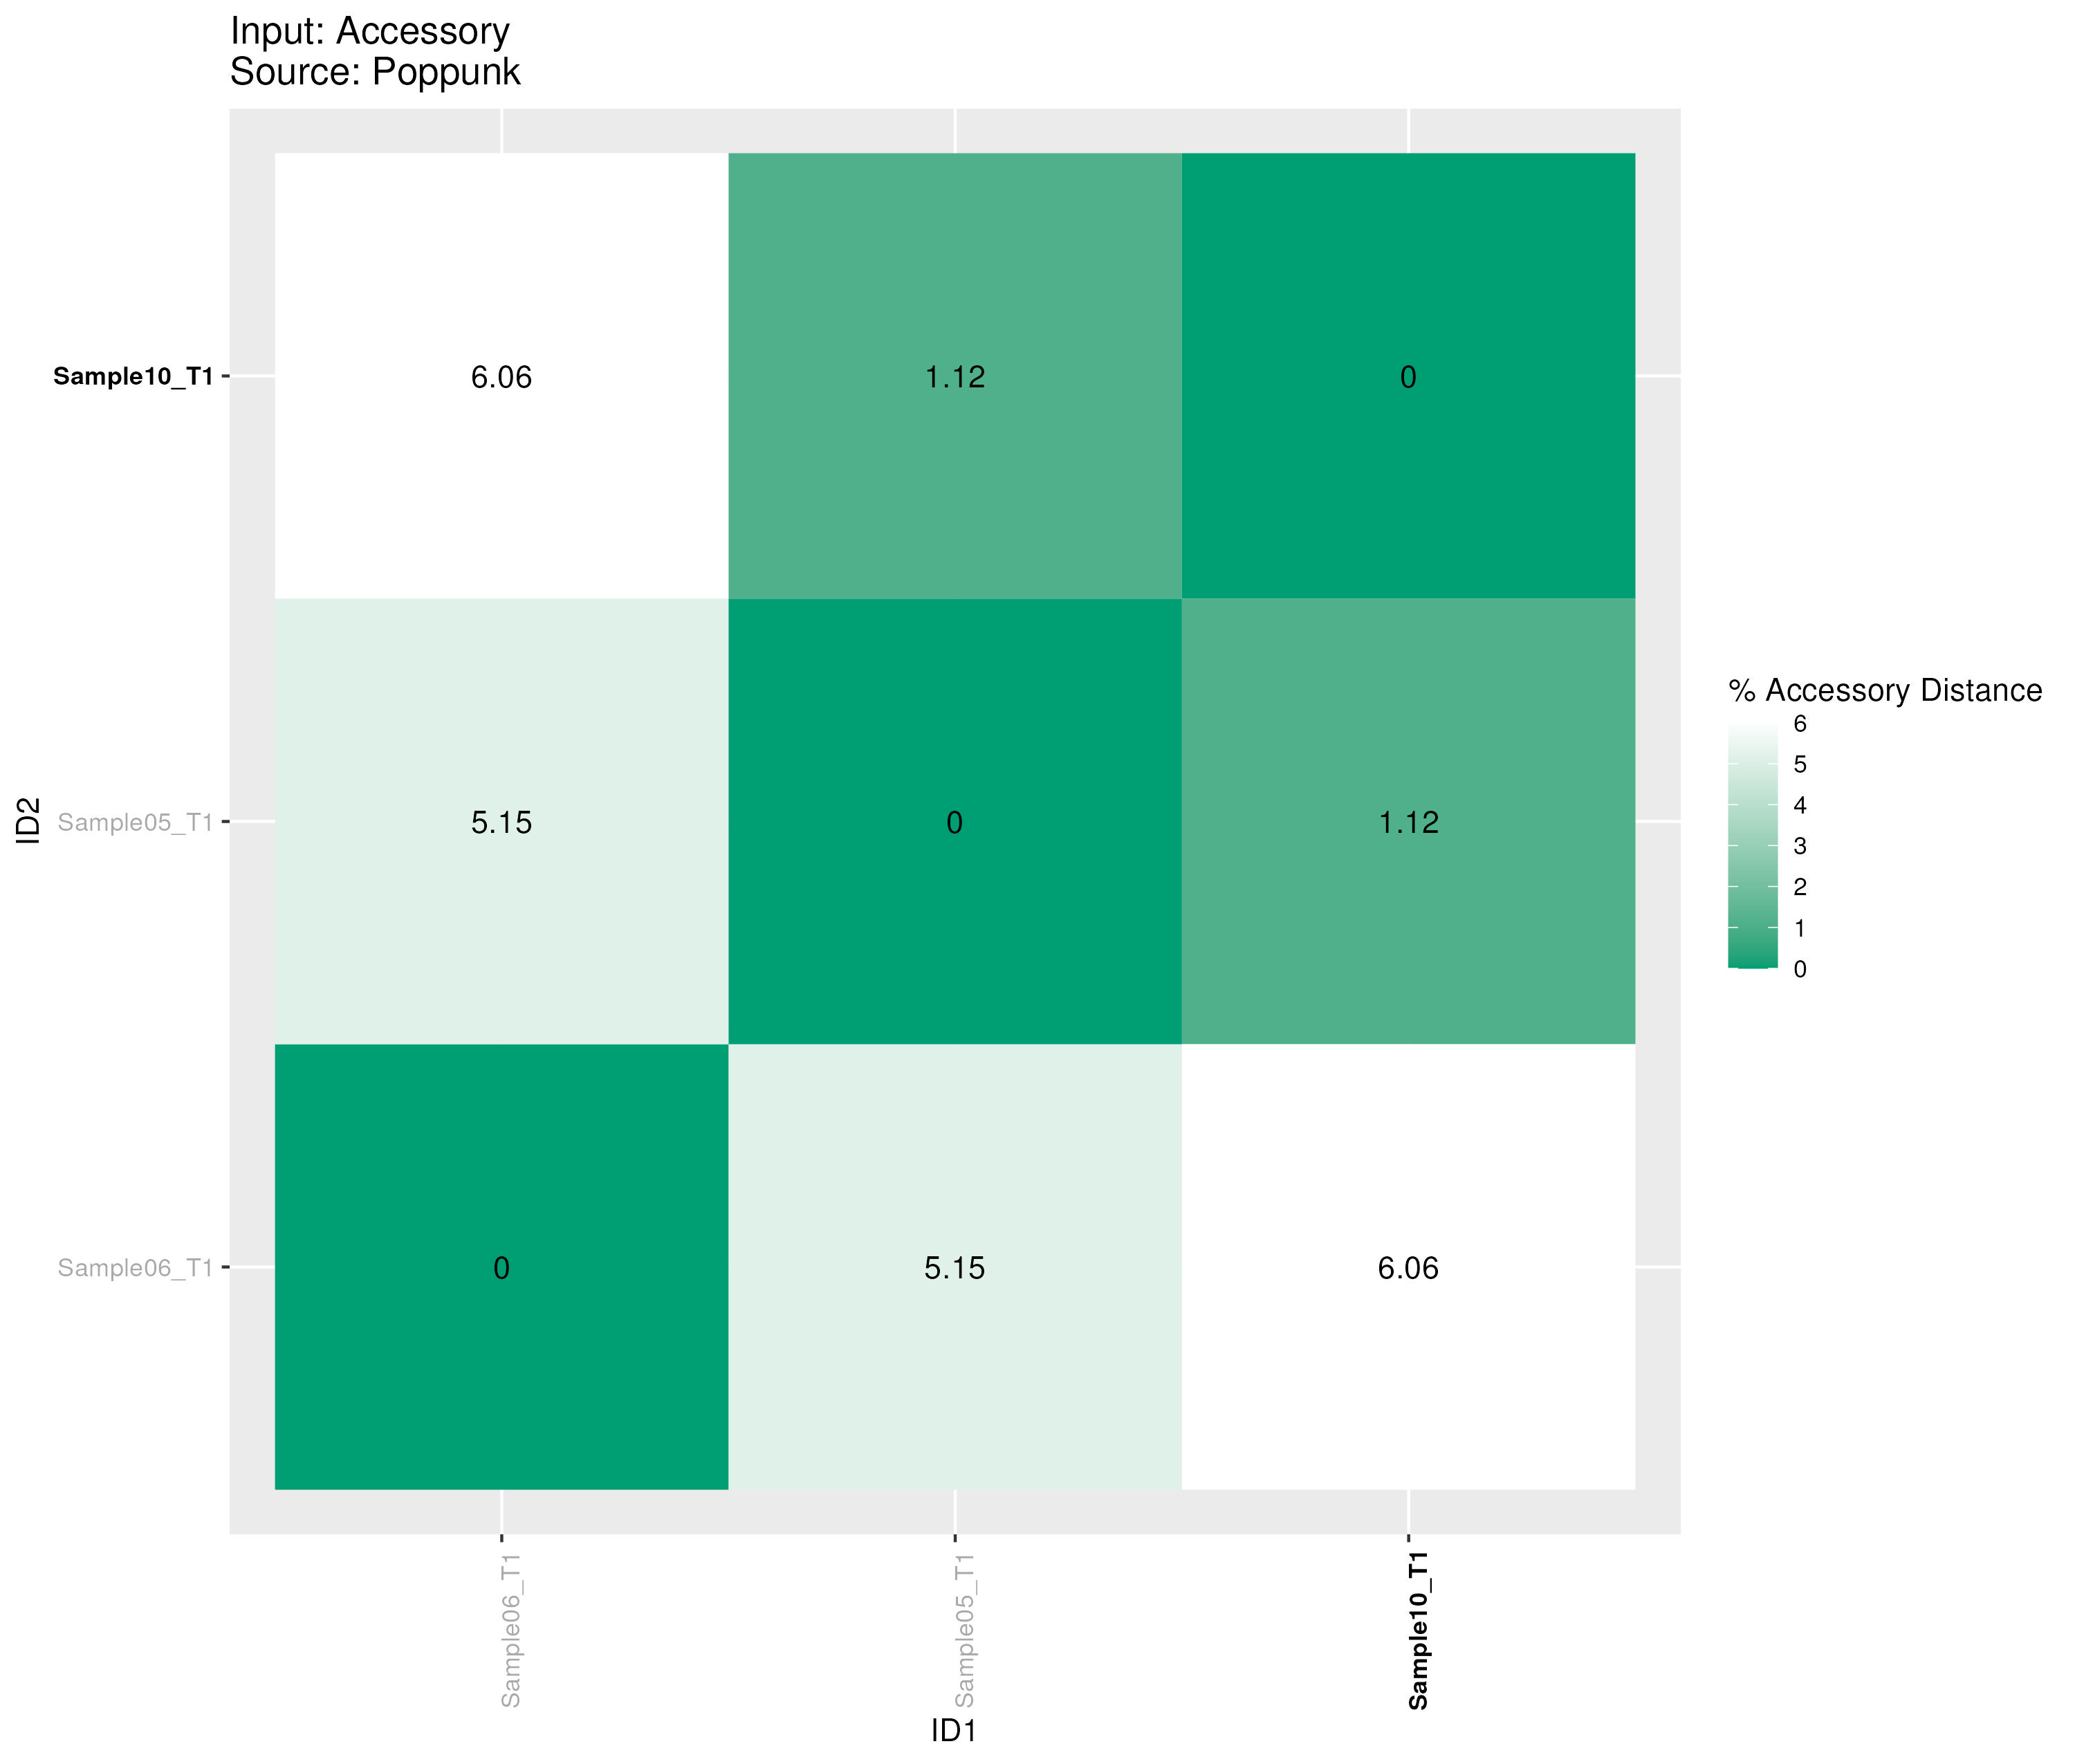 Input: Accessory
Source: Poppunk
Sample10_T1
6.06 1.12 0
Sample05_T1
5.15 0 1.12
Sample06_T1
0 5.15 6.06
ID2
Sample06_T1
Sample05_T1
Sample10_T1
ID1
% Accessory Distance
6
5
4
3
2
1
0